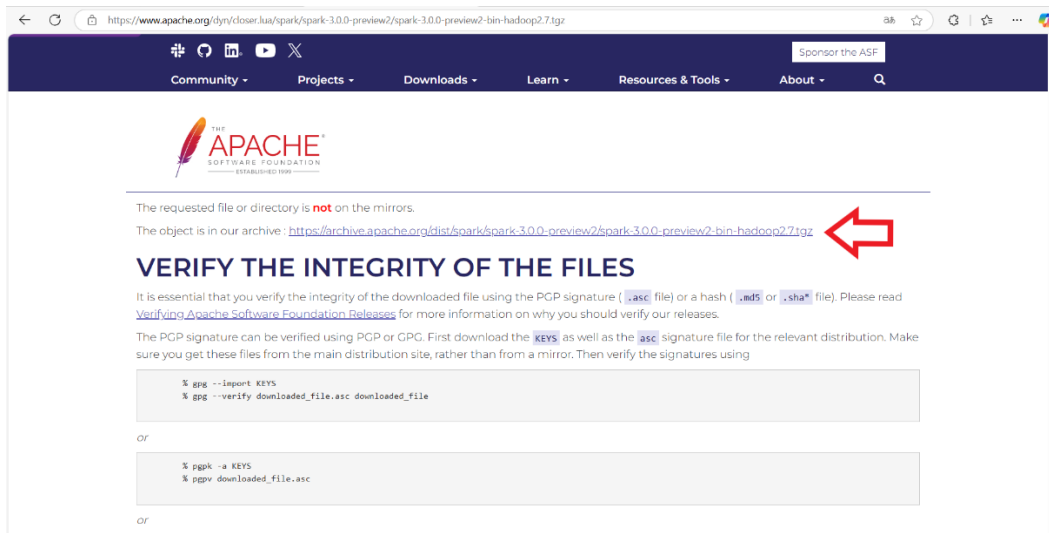 https://www.apache.org/dyn/closer.lua/spark/spark-3.0.0-preview2/spark-3.0.0-preview2-bin-hadoop2.7.tgz
Sponsor the ASF
Community Projects Downloads Learn Resources & Tools About
THE
APACHE®
SOFTWARE FOUNDATION
ESTABLISHED 1999
The requested file or directory is not on the mirrors.
The object is in our archive : https://archive.apache.org/dist/spark/spark-3.0.0-preview2/spark-3.0.0-preview2-bin-hadoop2.7.tgz
VERIFY THE INTEGRITY OF THE FILES
It is essential that you verify the integrity of the downloaded file using the PGP signature ( .asc file) or a hash ( .md5 or .sha* file). Please read
Verifying Apache Software Foundation Releases for more information on why you should verify our releases.
The PGP signature can be verified using PGP or GPG. First download the KEYS as well as the asc signature file for the relevant distribution. Make
sure you get these files from the main distribution site, rather than from a mirror. Then verify the signatures using
% gpg --import KEYS
% gpg --verify downloaded_file.asc downloaded_file
or
% pgpk -a KEYS
% pgpv downloaded_file.asc
or